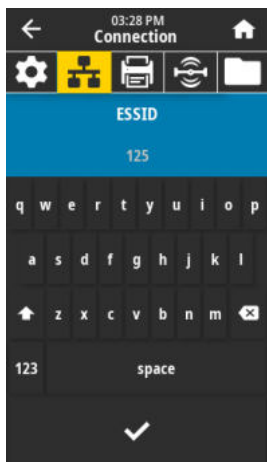 03:28 PM
Connection
ESSID
125
q w e r t y u i o p
a s d f g h j k l
z x c v b n m
123 space